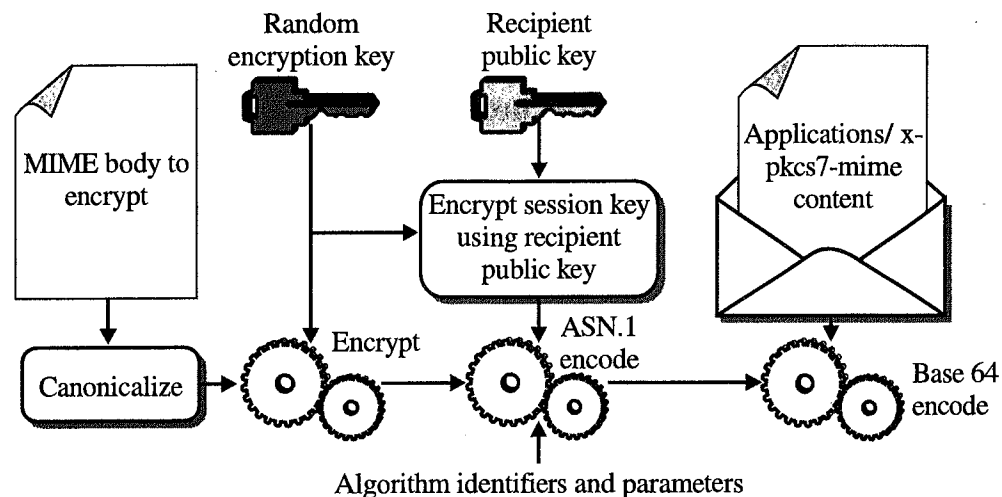 Random
encryption key
Recipient
public key
MIME body to
encrypt
Applications/ x-
pkcs7-mime
content
Encrypt session key
using recipient
public key
Canonicalize
Encrypt
ASN.1
encode
Base 64
encode
Algorithm identifiers and parameters